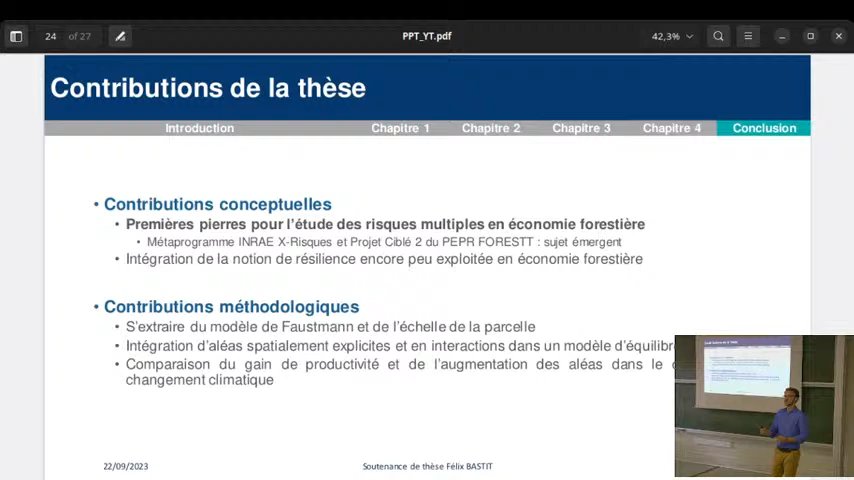 24 of 27
PPT_YT.pdf
42,3%
Contributions de la thèse
Introduction Chapitre 1 Chapitre 2 Chapitre 3 Chapitre 4 Conclusion
• Contributions conceptuelles
• Premières pierres pour l'étude des risques multiples en économie forestière
• Métaprogramme INRAE X-Risques et Projet Ciblé 2 du PEPR FORESTT : sujet émergent
• Intégration de la notion de résilience encore peu exploitée en économie forestière
• Contributions méthodologiques
• S'extraire du modèle de Faustmann et de l'échelle de la parcelle
• Intégration d'aléas spatialement explicites et en interactions dans un modèle
• Comparaison du gain de productivité et de l'augmentation des aléas dans le
changement climatique
22/09/2023
Soutenance de thèse Félix BASTIT